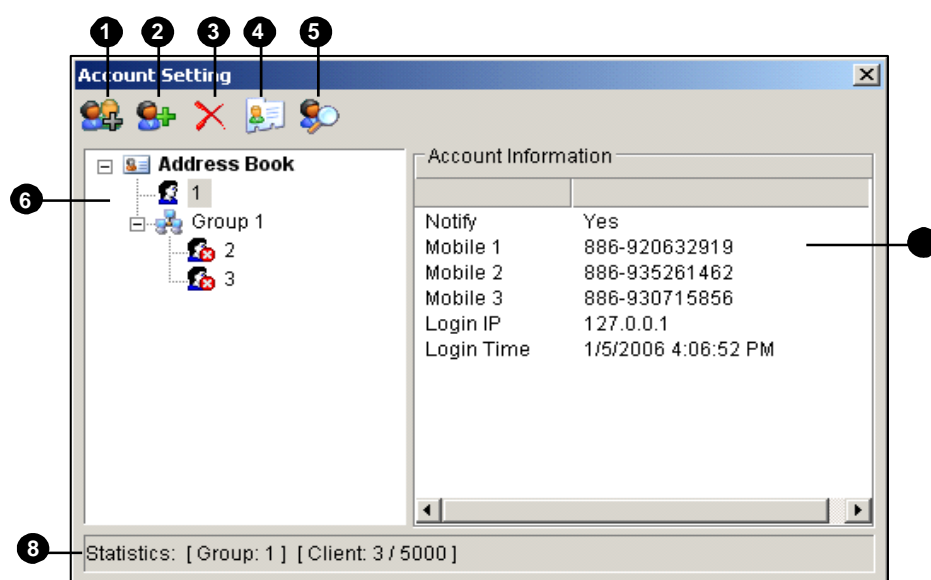 1 2 3 4 5
Account Setting
Address Book
6
1
Group 1
2
3
Account Information
Notify Yes
Mobile 1 886-920632919
Mobile 2 886-935261462
Mobile 3 886-930715856
Login IP 127.0.0.1
Login Time 1/5/2006 4:06:52 PM
8
Statistics: [ Group: 1 ] [ Client: 3 / 5000 ]